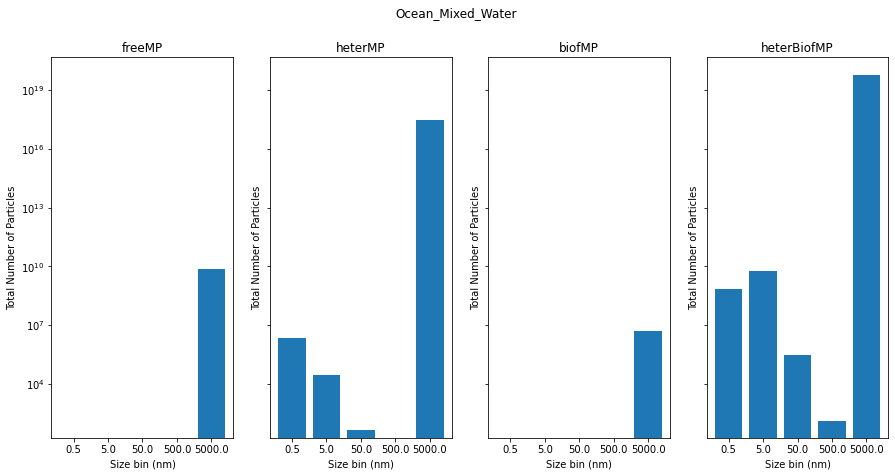 Ocean_Mixed_Water
freeMP
heterMP
biofMP
heterBiofMP
Total Number of Particles
10^19
10^16
10^13
10^10
10^7
10^4
0.5 5.0 50.0 500.0 5000.0
Size bin (nm)
Total Number of Particles
0.5 5.0 50.0 500.0 5000.0
Size bin (nm)
Total Number of Particles
0.5 5.0 50.0 500.0 5000.0
Size bin (nm)
Total Number of Particles
0.5 5.0 50.0 500.0 5000.0
Size bin (nm)